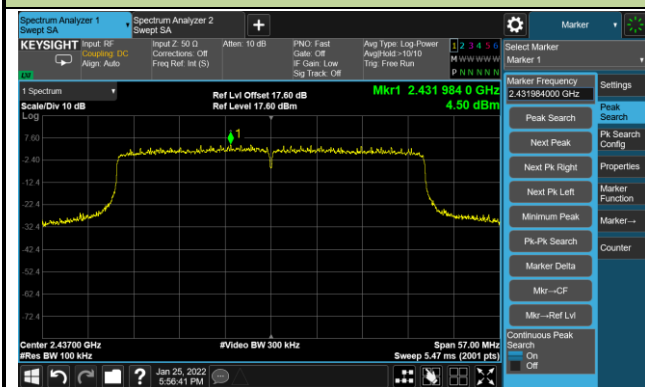 Spectrum Analyzer 1
Swept SA
Spectrum Analyzer 2
Swept SA
+
Marker
KEYSIGHT
Input: RF
Coupling: DC
Align: Auto
Input Z: 50 Ω
Corrections: Off
Freq Ref: Int (S)
Atten: 10 dB
PNO: Fast
Gate: Off
IF Gain: Low
Sig Track: Off
Avg Type: Log-Power
Avg|Hold >10/10
Trig: Free Run
1 2 3 4 5 6
M W W W W W
P N N N N N
Select Marker
Marker 1
1 Spectrum
Scale/Div 10 dB
Log
Ref Lvl Offset 17.60 dB
Ref Level 17.60 dBm
Mkr1 2.431 984 0 GHz
4.50 dBm
1
7.60
-2.40
-12.4
-22.4
-32.4
-42.4
-52.4
-62.4
-72.4
Center 2.43700 GHz
#Res BW 100 kHz
#Video BW 300 kHz
Span 57.00 MHz
Sweep 5.47 ms (2001 pts)
Marker Frequency
2.431984000 GHz
Peak Search
Next Peak
Next Pk Right
Next Pk Left
Minimum Peak
Pk-Pk Search
Marker Delta
Mkr→CF
Mkr→Ref Lvl
Continuous Peak
Search
On
Off
Settings
Peak
Search
Pk Search
Config
Properties
Marker
Function
Marker→
Counter
?
Jan 25, 2022
5:56:41 PM